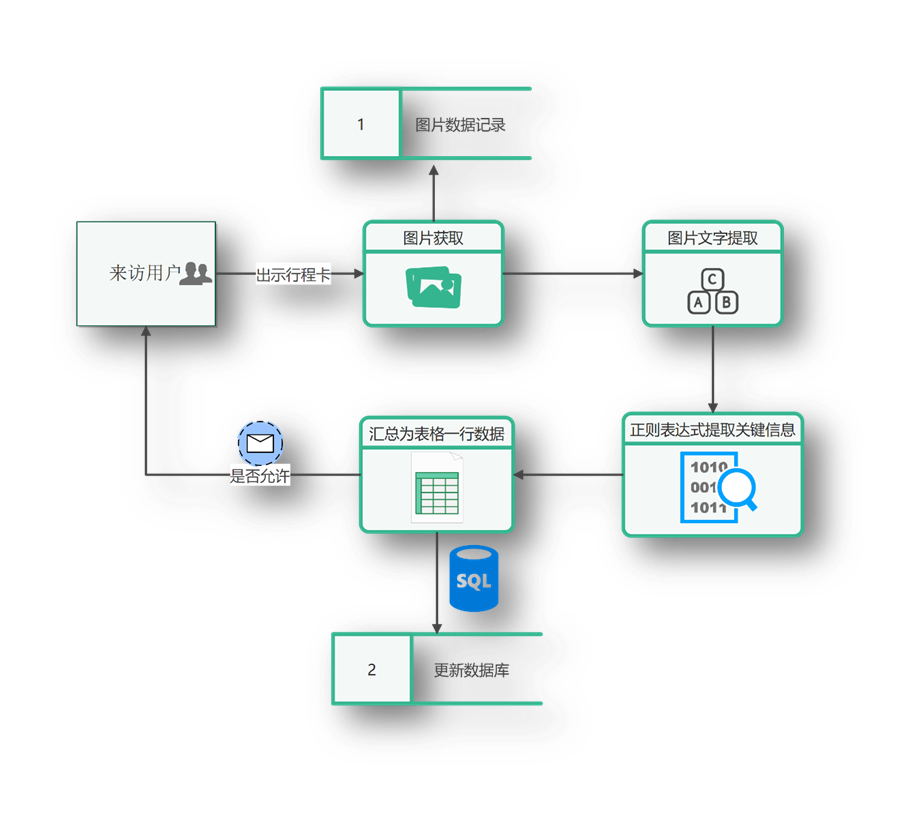 1
图片数据记录
图片获取
图片文字提取
来访用户
出示行程卡
C
A B
汇总为表格一行数据
正则表达式提取关键信息
1010
001
1011
是否允许
SQL
2
更新数据库